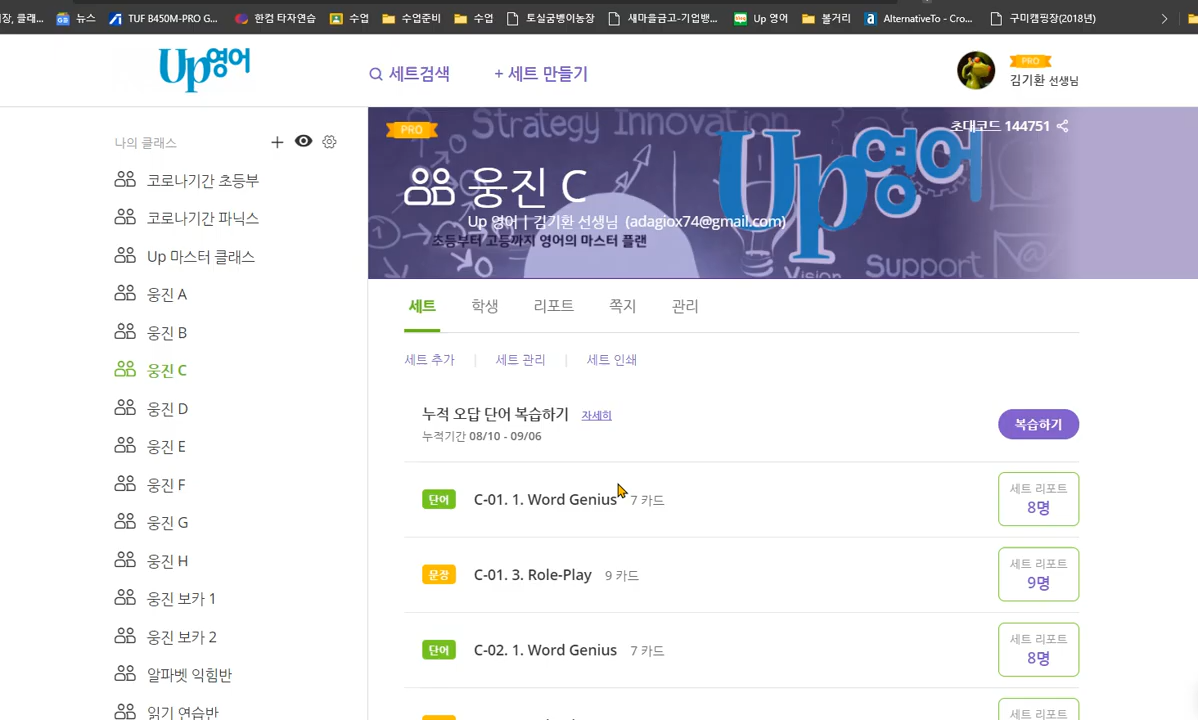 장, 클래...
뉴스
TUF B450M-PRO G...
한컴 타자연습
수업
수업준비
수업
토실굼벵이농장
새마을금고-기업뱅...
Up 영어
볼거리
AlternativeTo - Cro...
구미캠핑장(2018년)
Up영어
세트검색
+ 세트 만들기
PRO
김기환 선생님
나의 클래스
코로나기간 초등부
코로나기간 파닉스
Up 마스터 클래스
웅진 A
웅진 B
웅진 C
웅진 D
웅진 E
웅진 F
웅진 G
웅진 H
웅진 보카 1
웅진 보카 2
알파벳 익힘반
읽기 연습반
PRO
Strategy Innovation
초대코드 144751
Up영어
웅진 C
Up 영어 | 김기환 선생님 (adagiox74@gmail.com)
초등부터 고등까지 영어의 마스터 플랜
Vision
Support
세트
학생
리포트
쪽지
관리
세트 추가 | 세트 관리 | 세트 인쇄
누적 오답 단어 복습하기 자세히
누적기간 08/10 - 09/06
복습하기
단어 C-01. 1. Word Genius 7 카드
세트 리포트
8명
문장 C-01. 3. Role-Play 9 카드
세트 리포트
9명
단어 C-02. 1. Word Genius 7 카드
세트 리포트
8명
세트 리포트